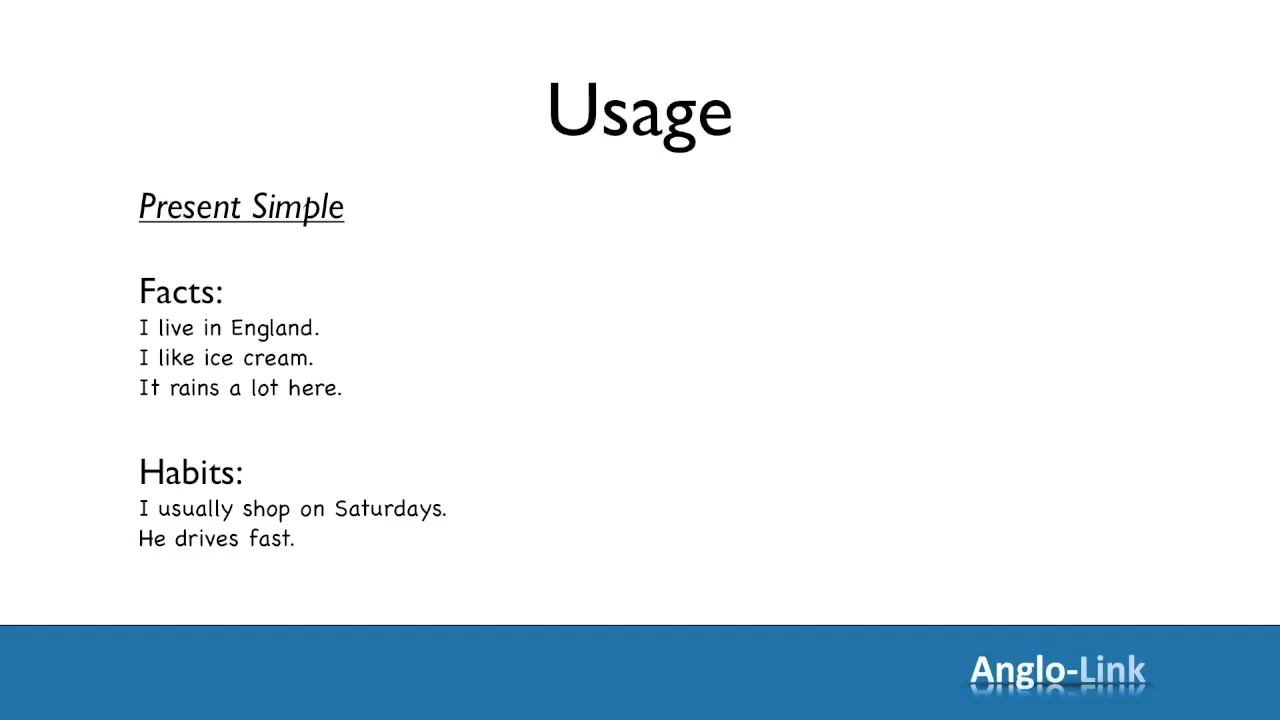 Usage
Present Simple
Facts:
I live in England.
I like ice cream.
It rains a lot here.
Habits:
I usually shop on Saturdays.
He drives fast.
Anglo-Link